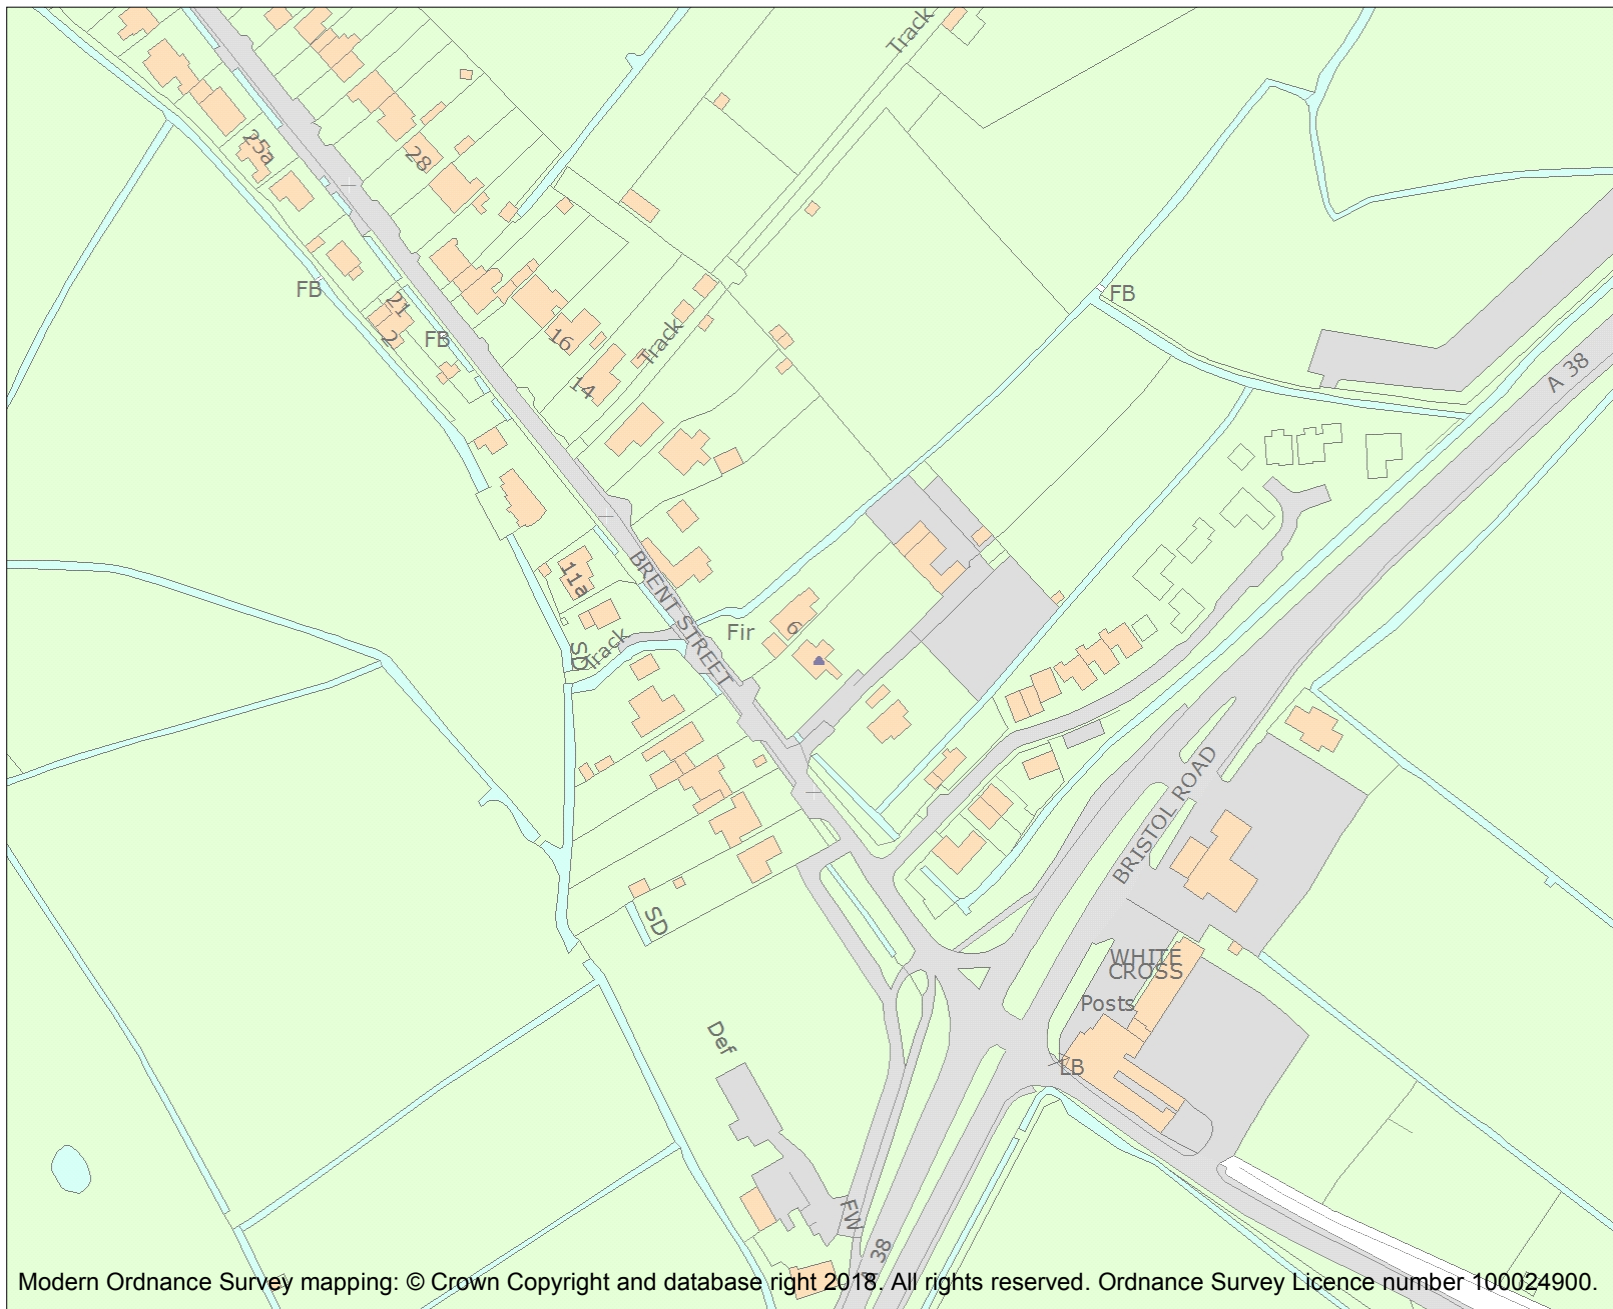 Track
25a
28
FB
FB
21
2
FB
16
Track
14
A 38
BRENT STREET
11a
Fir
6
SD
Track
BRISTOL ROAD
SD
WHITE
CROSS
Posts
Def
LB
FW
38
Modern Ordnance Survey mapping: © Crown Copyright and database right 2018. All rights reserved. Ordnance Survey Licence number 100024900.